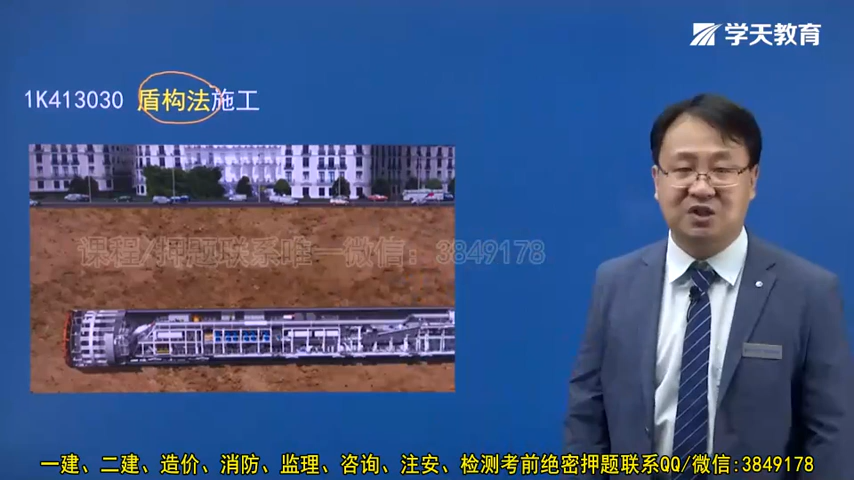 学天教育
1K413030 盾构法施工
课程/押题联系唯一微信：3849178
一建、二建、造价、消防、监理、咨询、注安、检测考前绝密押题联系QQ/微信:3849178